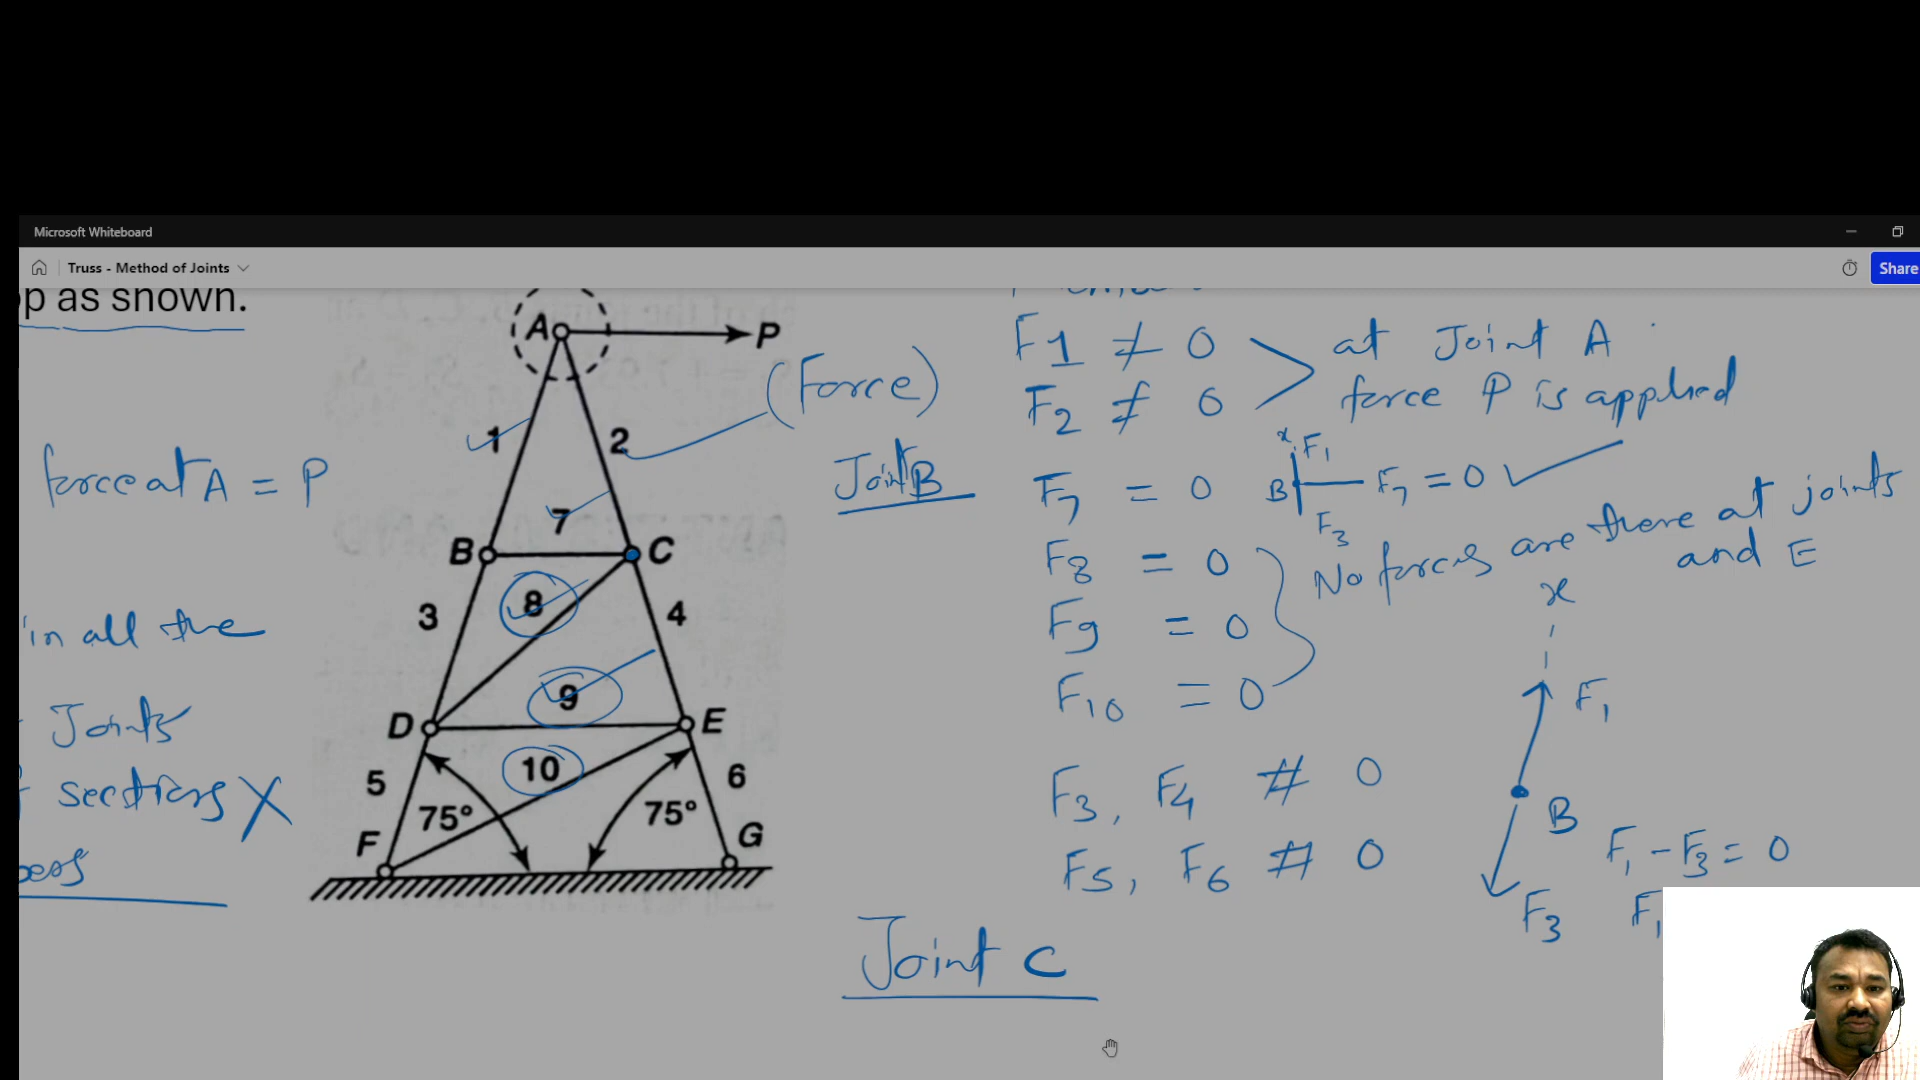 Microsoft Whiteboard
Truss - Method of Joints
Share
p as shown.
A
P
(Force)
1
2
7
B
C
8
3
4
9
D
E
10
5
6
75°
75°
F
G
force at A = P
in all the
Joints
sections X
F1 ≠ 0
F2 ≠ 0
at Joint A
force P is applied
Joint B
F7 = 0
x F1
B F7 = 0
F3
F8 = 0
F9 = 0
F10 = 0
No forces are there at joints
and E
F3, F4 ≠ 0
F5, F6 ≠ 0
x
F1
B
F3
F1 - F3 = 0
F1
Joint C